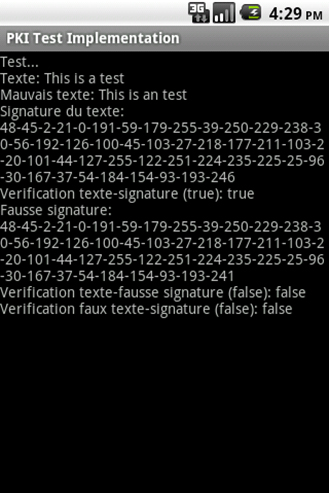 3G 4:29 PM
PKI Test Implementation
Test...
Texte: This is a test
Mauvais texte: This is an test
Signature du texte:
48-45-2-21-0-191-59-179-255-39-250-229-238-3
0-56-192-126-100-45-103-27-218-177-211-103-2
-20-101-44-127-255-122-251-224-235-225-25-96
-30-167-37-54-184-154-93-193-246
Verification texte-signature (true): true
Fausse signature:
48-45-2-21-0-191-59-179-255-39-250-229-238-3
0-56-192-126-100-45-103-27-218-177-211-103-2
-20-101-44-127-255-122-251-224-235-225-25-96
-30-167-37-54-184-154-93-193-241
Verification texte-fausse signature (false): false
Verification faux texte-signature (false): false